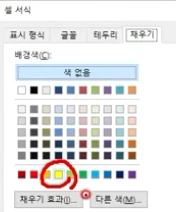 셀 서식
표시 형식 글꼴 테두리 채우기
배경색(C):
색 없음
채우기 효과(I)... 다른 색(M)...